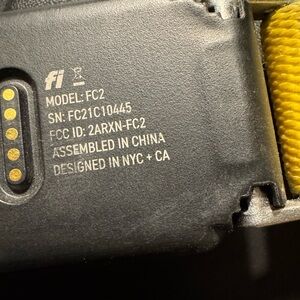 fi
MODEL: FC2
SN: FC21C10445
FCC ID: 2ARXN-FC2
ASSEMBLED IN CHINA
DESIGNED IN NYC + CA